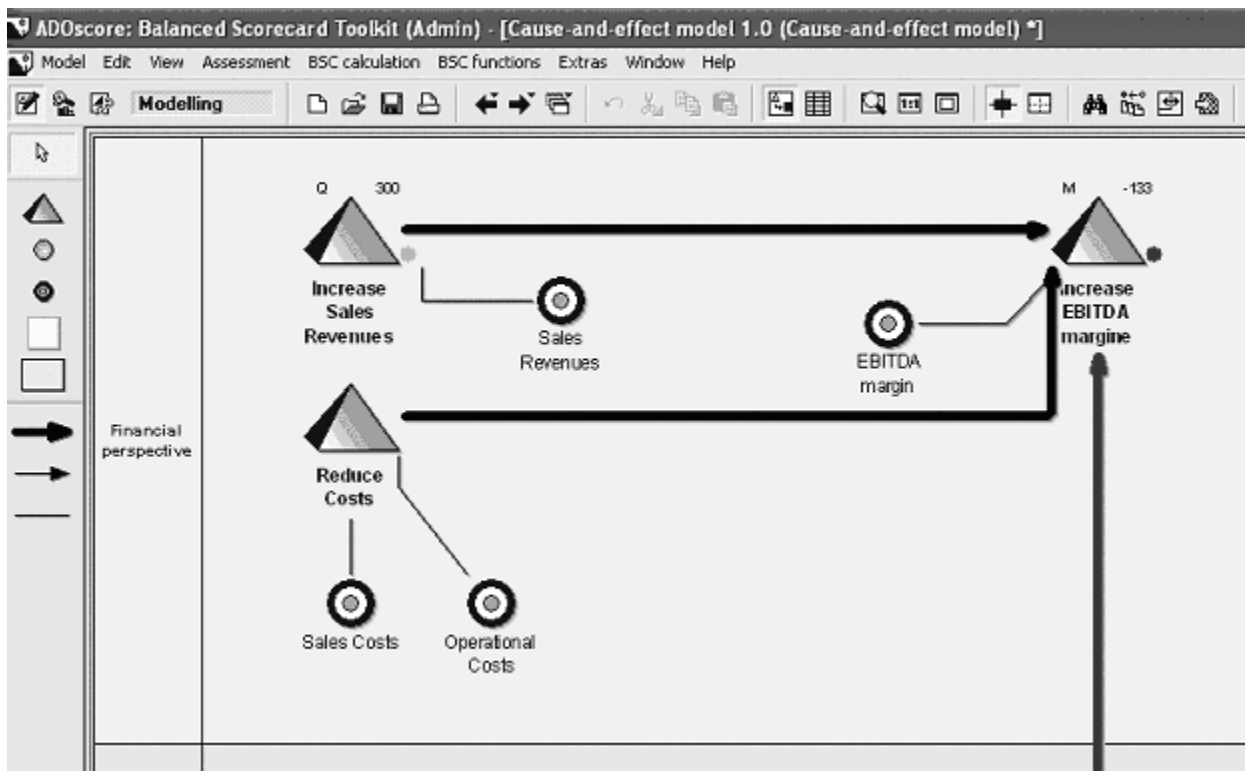 ADOscore: Balanced Scorecard Toolkit (Admin) - [Cause-and-effect model 1.0 (Cause-and-effect model) *]
Model Edit View Assessment BSC calculation BSC functions Extras Window Help
Modelling
1:1
Q 300
M -133
Increase
Sales
Revenues
Sales
Revenues
Increase
EBITDA
margine
EBITDA
margin
Financial
perspective
Reduce
Costs
Sales Costs
Operational
Costs